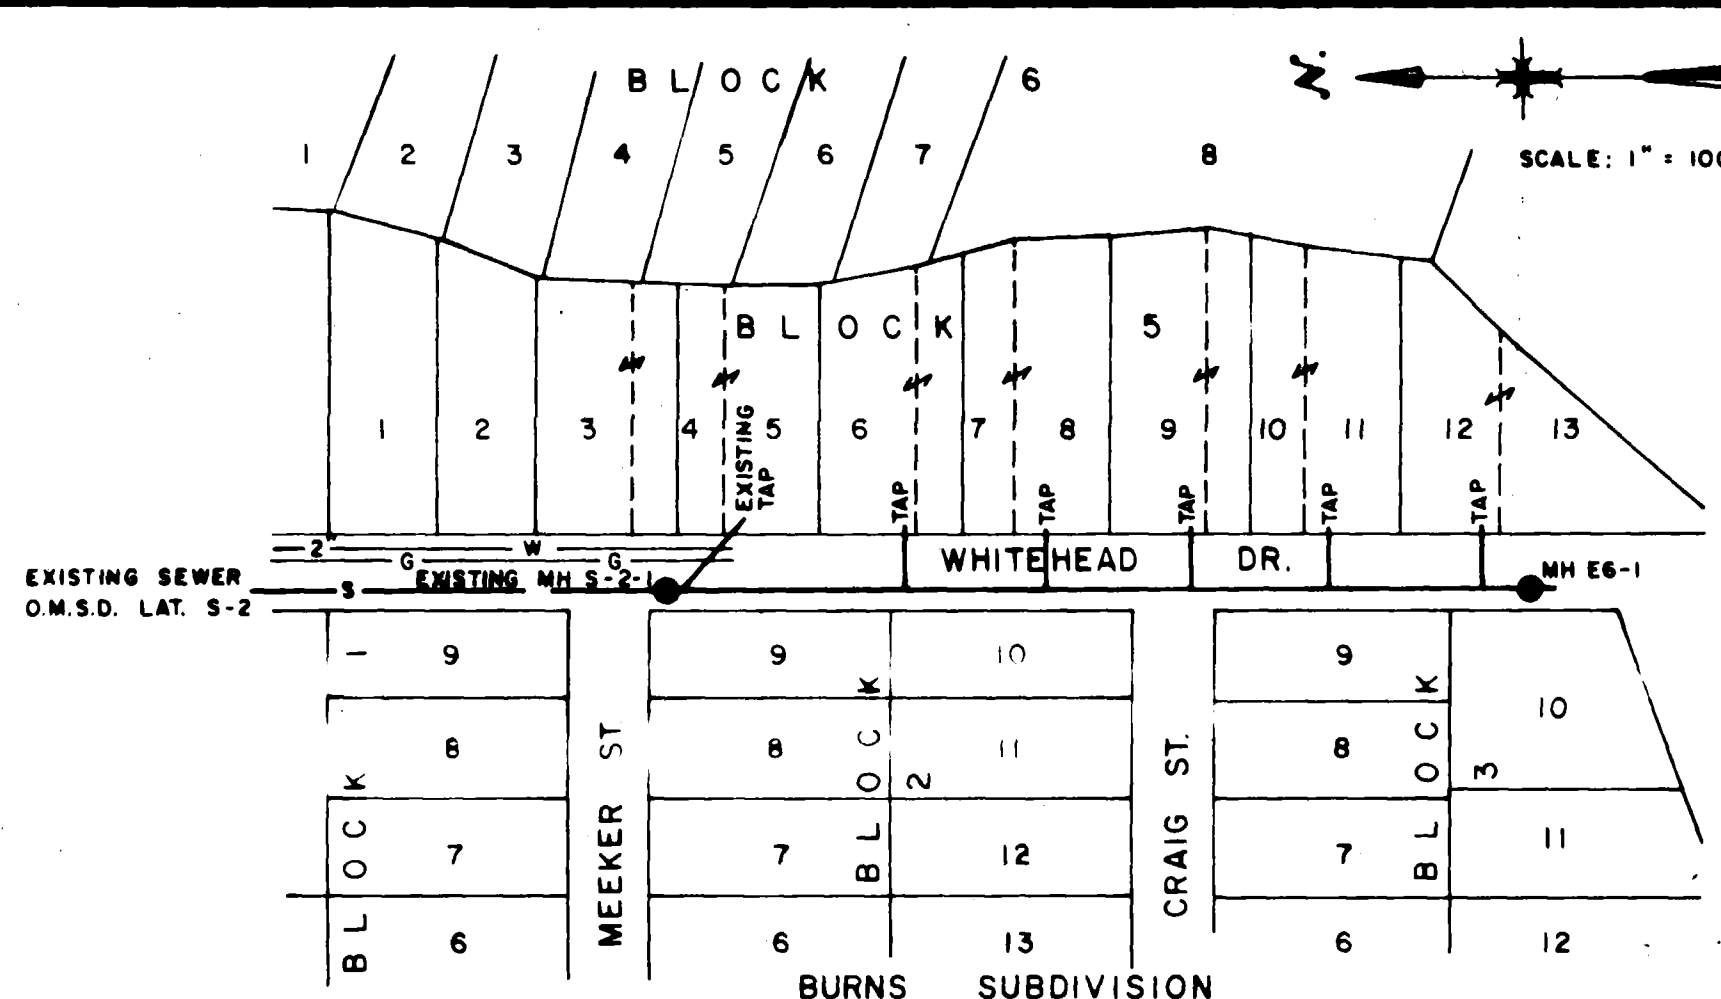 BLOCK 6
N.
1 2 3 4 5 6 7 8
SCALE: 1" = 100
BLOCK 5
1 2 3 4 5 6 7 8 9 10 11 12 13
EXISTING TAP
TAP
TAP
TAP
TAP
TAP
2" W
G G
WHITEHEAD DR.
EXISTING SEWER
O.M.S.D. LAT. S-2
S
EXISTING MH S-2-1
MH E6-1
BLOCK 1
9
8
7
6
MEEKER ST
9
8
7
6
BLOCK 2
10
11
12
13
CRAIG ST.
9
8
7
6
BLOCK 3
10
11
12
BURNS SUBDIVISION